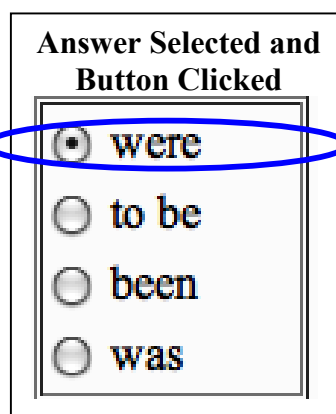 Answer Selected and
Button Clicked
were
to be
been
was